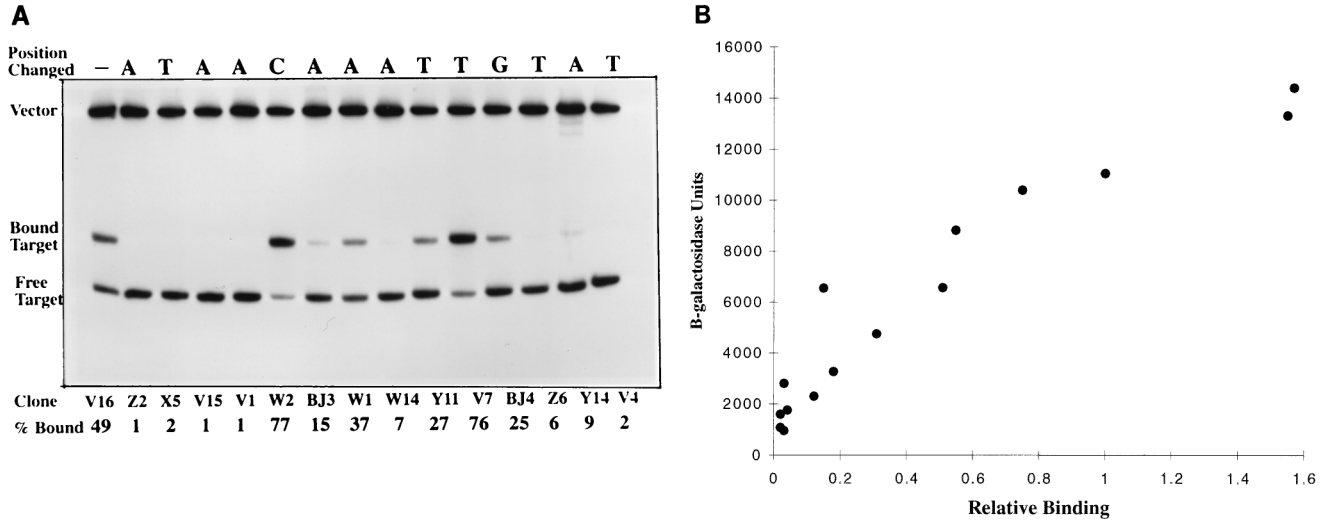 A
Position
Changed
– A T A A C A A A T T G T A T
Vector
Bound
Target
Free
Target
Clone V16 Z2 X5 V15 V1 W2 BJ3 W1 W14 Y11 V7 BJ4 Z6 Y14 V4
% Bound 49 1 2 1 1 77 15 37 7 27 76 25 6 9 2
B
16000
14000
12000
10000
8000
6000
4000
2000
0
B-galactosidase Units
0 0.2 0.4 0.6 0.8 1 1.2 1.4 1.6
Relative Binding